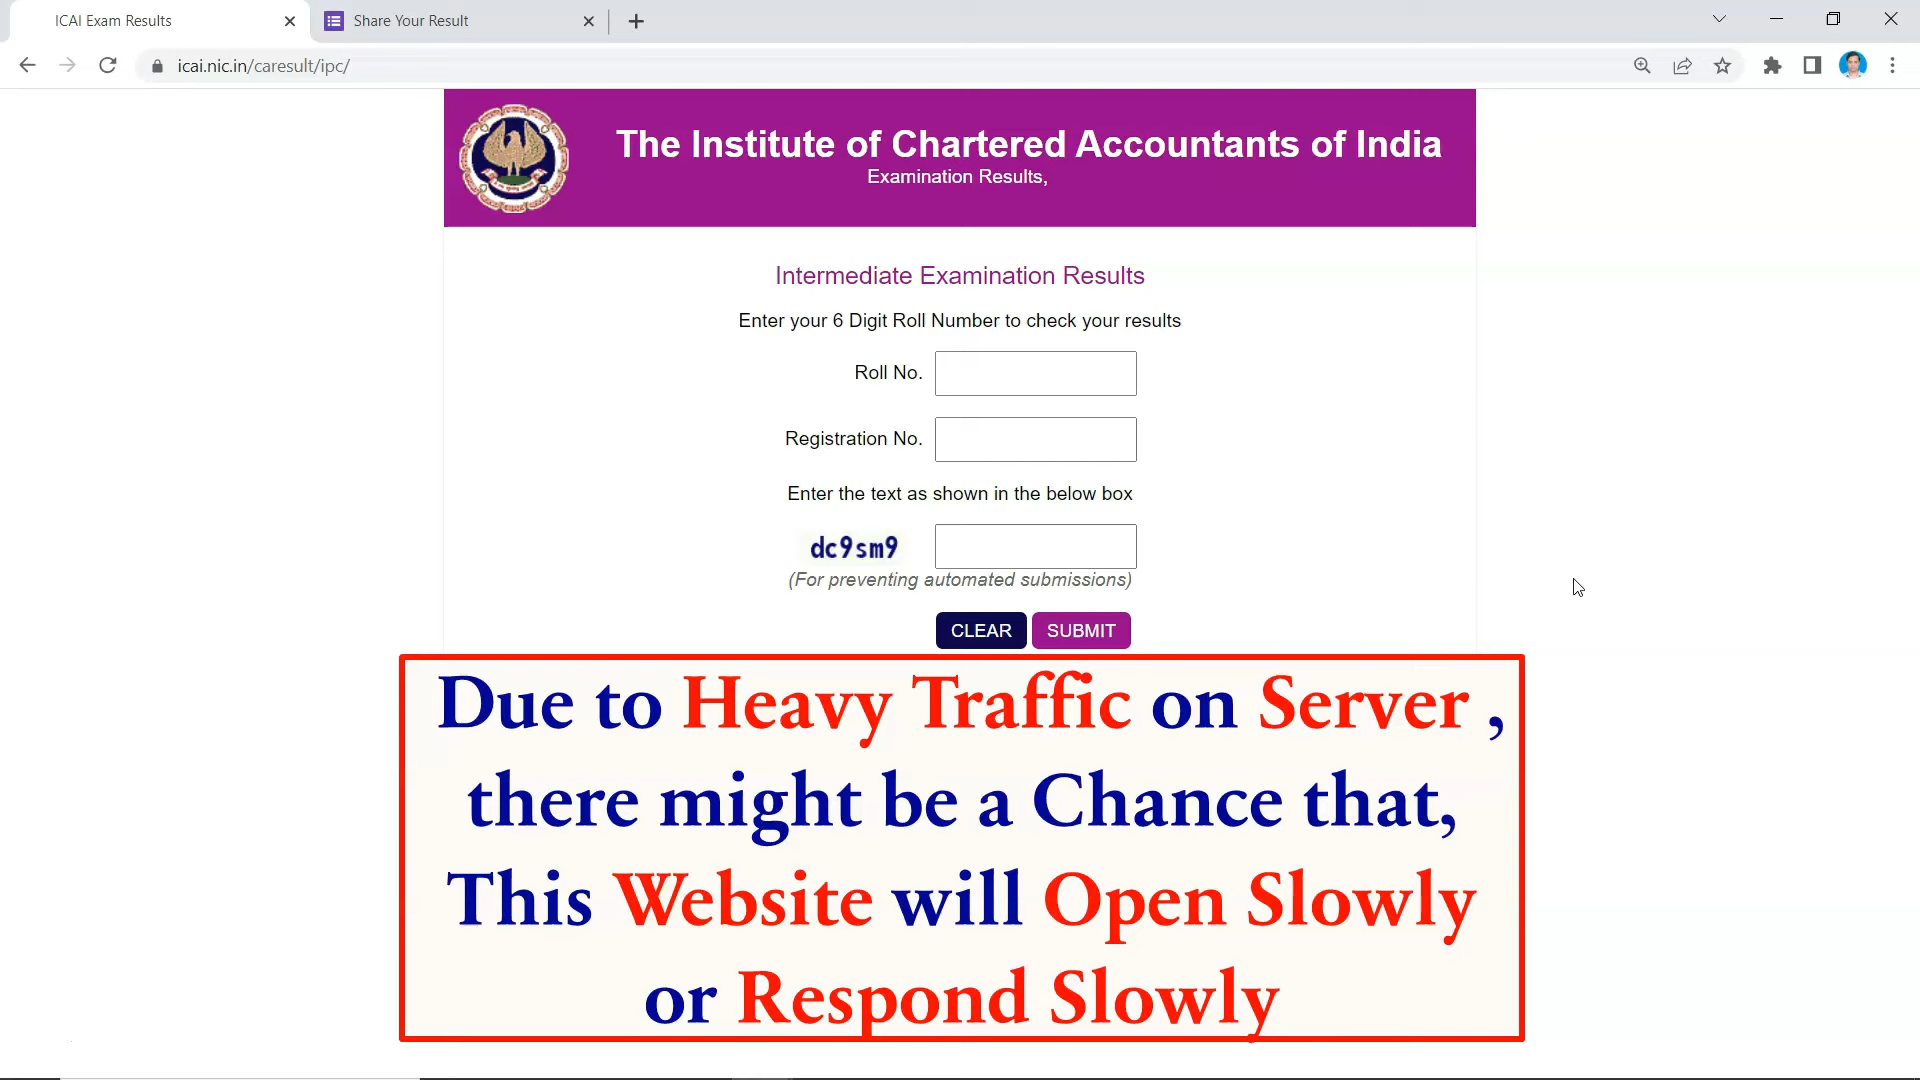 ICAI Exam Results
Share Your Result
icai.nic.in/caresult/ipc/
The Institute of Chartered Accountants of India
Examination Results,
Intermediate Examination Results
Enter your 6 Digit Roll Number to check your results
Roll No.
Registration No.
Enter the text as shown in the below box
dc9sm9
(For preventing automated submissions)
CLEAR SUBMIT
Due to Heavy Traffic on Server ,
there might be a Chance that,
This Website will Open Slowly
or Respond Slowly